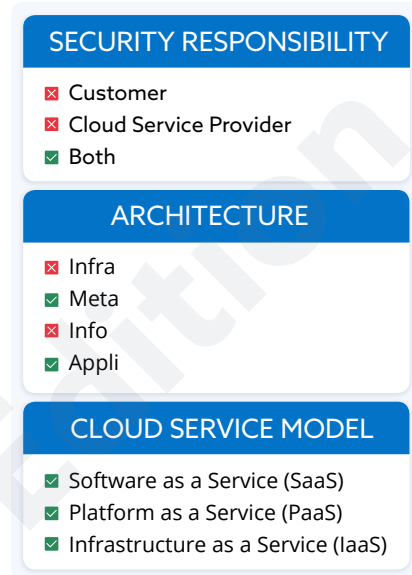 SECURITY RESPONSIBILITY
Customer
Cloud Service Provider
Both
ARCHITECTURE
Infra
Meta
Info
Appli
CLOUD SERVICE MODEL
Software as a Service (SaaS)
Platform as a Service (PaaS)
Infrastructure as a Service (IaaS)
Edition